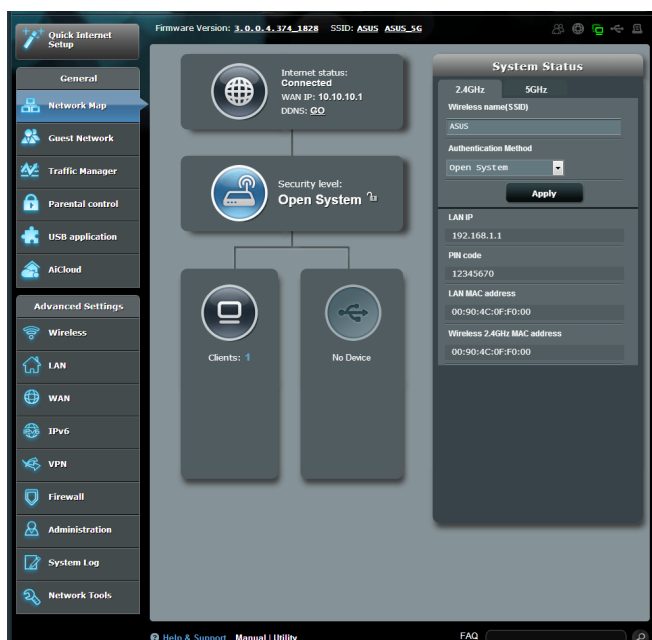 Quick Internet
Setup
Firmware Version: 3.0.0.4.374_1828 SSID: ASUS ASUS_5G
General
Network Map
Guest Network
Traffic Manager
Parental control
USB application
AiCloud
Advanced Settings
Wireless
LAN
WAN
IPv6
VPN
Firewall
Administration
System Log
Network Tools
Internet status:
Connected
WAN IP: 10.10.10.1
DDNS: GO
Security level:
Open System
Clients: 1
No Device
System Status
2.4GHz 5GHz
Wireless name(SSID)
ASUS
Authentication Method
Open System
Apply
LAN IP
192.168.1.1
PIN code
12345670
LAN MAC address
00:90:4C:0F:F0:00
Wireless 2.4GHz MAC address
00:90:4C:0F:F0:00
Help & Support Manual | Utility FAQ